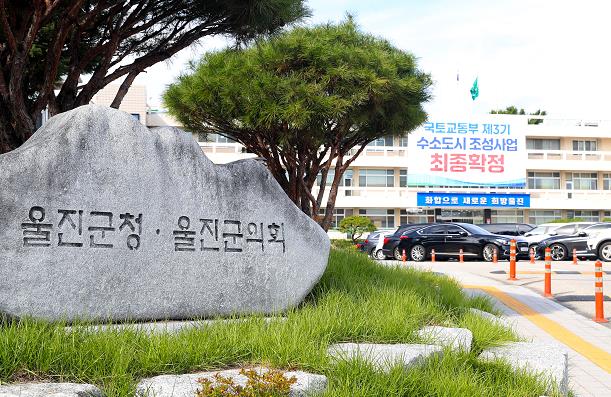 울진군청 · 울진군의회
국토교통부 제3기
수소도시 조성사업
최종확정
화합으로 새로운 희망울진